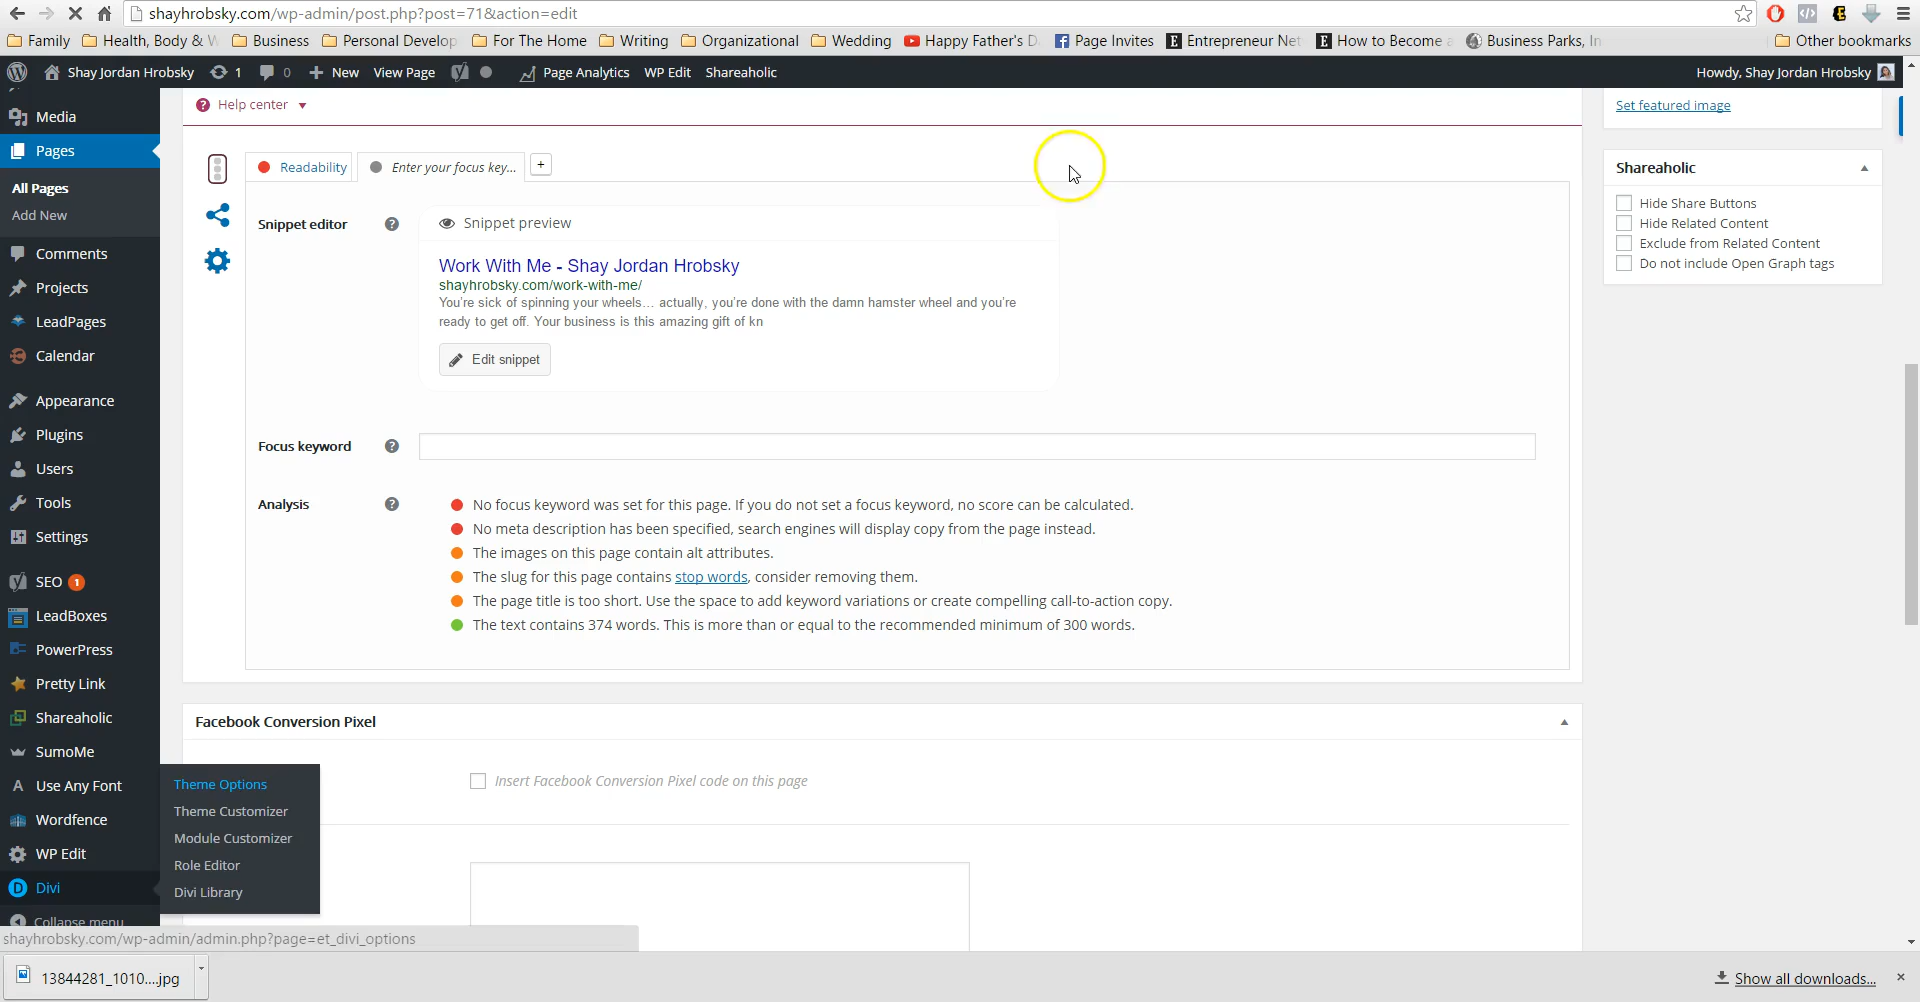 shayhrobsky.com/wp-admin/post.php?post=71&action=edit
Family
Health, Body & W
Business
Personal Develop
For The Home
Writing
Organizational
Wedding
Happy Father's D
Page Invites
Entrepreneur Net
How to Become a
Business Parks, In
Other bookmarks
Shay Jordan Hrobsky
1
0
New
View Page
Page Analytics
WP Edit
Shareaholic
Howdy, Shay Jordan Hrobsky
Media
Pages
All Pages
Add New
Comments
Projects
LeadPages
Calendar
Appearance
Plugins
Users
Tools
Settings
SEO 1
LeadBoxes
PowerPress
Pretty Link
Shareaholic
SumoMe
Use Any Font
Wordfence
WP Edit
Divi
Collapse menu
Theme Options
Theme Customizer
Module Customizer
Role Editor
Divi Library
shayhrobsky.com/wp-admin/admin.php?page=et_divi_options
Help center
Readability
Enter your focus key...
+
Snippet editor
Snippet preview
Work With Me - Shay Jordan Hrobsky
shayhrobsky.com/work-with-me/
You're sick of spinning your wheels... actually, you're done with the damn hamster wheel and you're
ready to get off. Your business is this amazing gift of kn
Edit snippet
Focus keyword
Analysis
No focus keyword was set for this page. If you do not set a focus keyword, no score can be calculated.
No meta description has been specified, search engines will display copy from the page instead.
The images on this page contain alt attributes.
The slug for this page contains stop words, consider removing them.
The page title is too short. Use the space to add keyword variations or create compelling call-to-action copy.
The text contains 374 words. This is more than or equal to the recommended minimum of 300 words.
Facebook Conversion Pixel
Insert Facebook Conversion Pixel code on this page
Set featured image
Shareaholic
Hide Share Buttons
Hide Related Content
Exclude from Related Content
Do not include Open Graph tags
13844281_1010....jpg
Show all downloads...